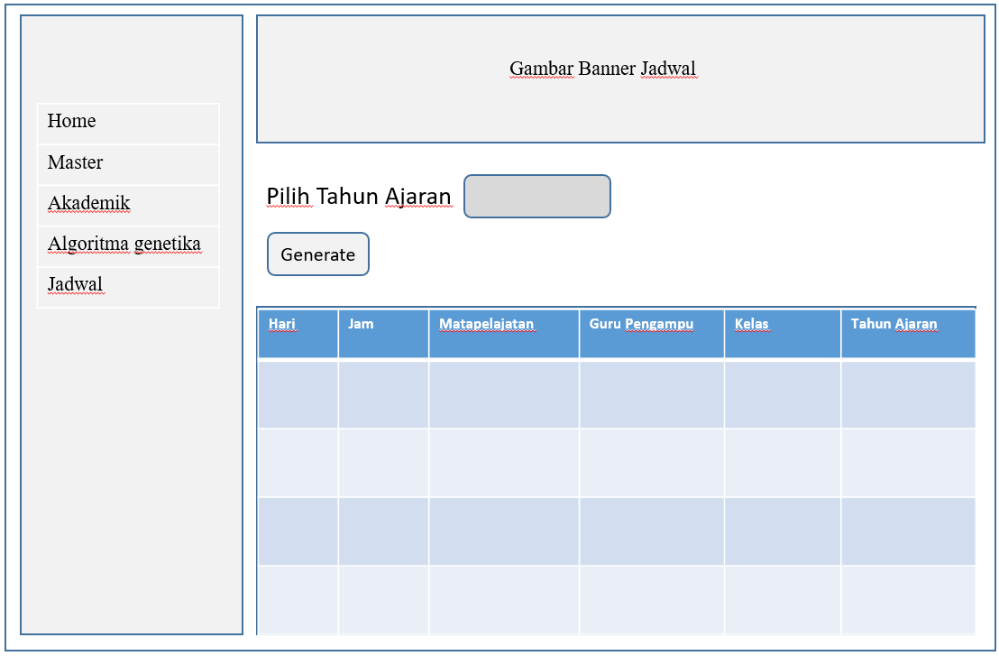 Home
Master
Akademik
Algoritma genetika
Jadwal
Gambar Banner Jadwal
Pilih Tahun Ajaran
Generate
Hari Jam Matapelajatan Guru Pengampu Kelas Tahun Ajaran